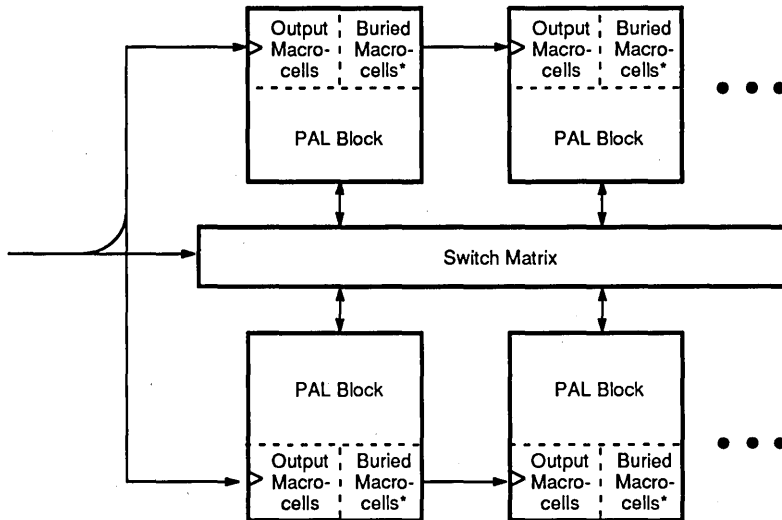 Output
Macro-
cells
Buried
Macro-
cells*
PAL Block
Output
Macro-
cells
Buried
Macro-
cells*
PAL Block
Switch Matrix
PAL Block
Output
Macro-
cells
Buried
Macro-
cells*
PAL Block
Output
Macro-
cells
Buried
Macro-
cells*